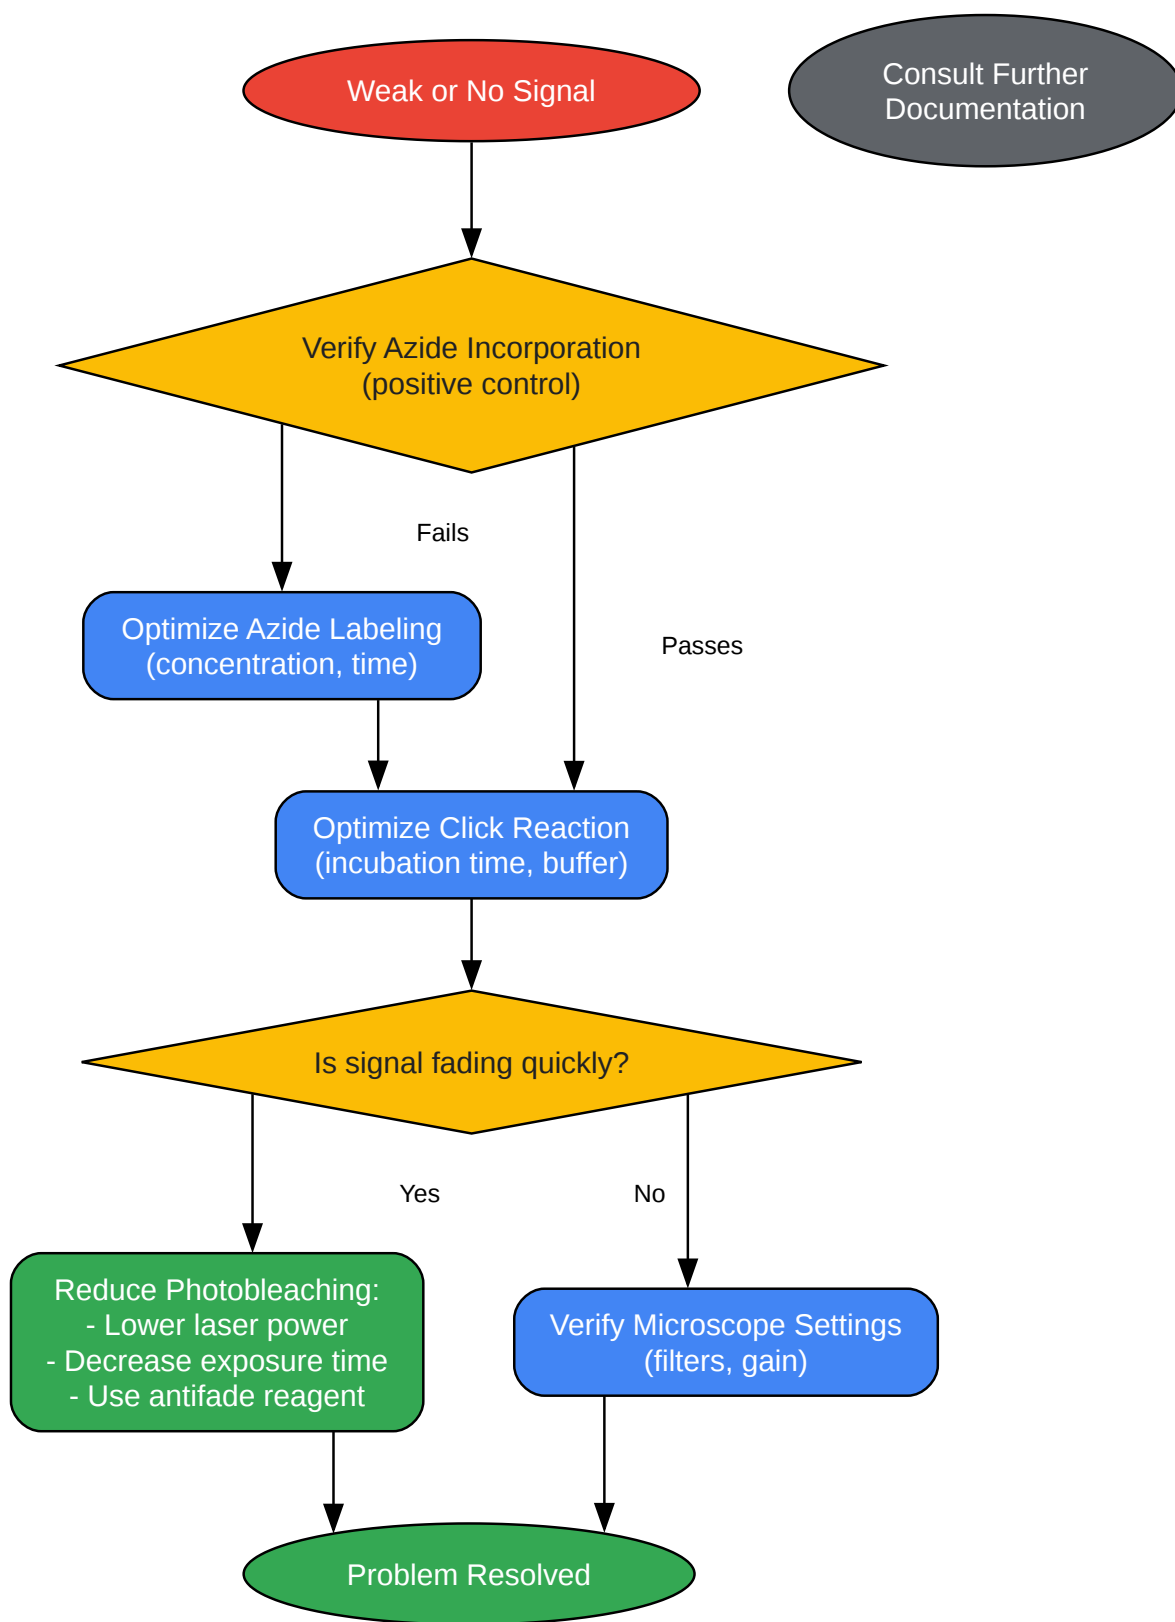 Weak or No Signal
Consult Further
Documentation
Verify Azide Incorporation
(positive control)
Fails
Optimize Azide Labeling
(concentration, time)
Passes
Optimize Click Reaction
(incubation time, buffer)
Is signal fading quickly?
Yes
No
Reduce Photobleaching:
- Lower laser power
- Decrease exposure time
- Use antifade reagent
Verify Microscope Settings
(filters, gain)
Problem Resolved